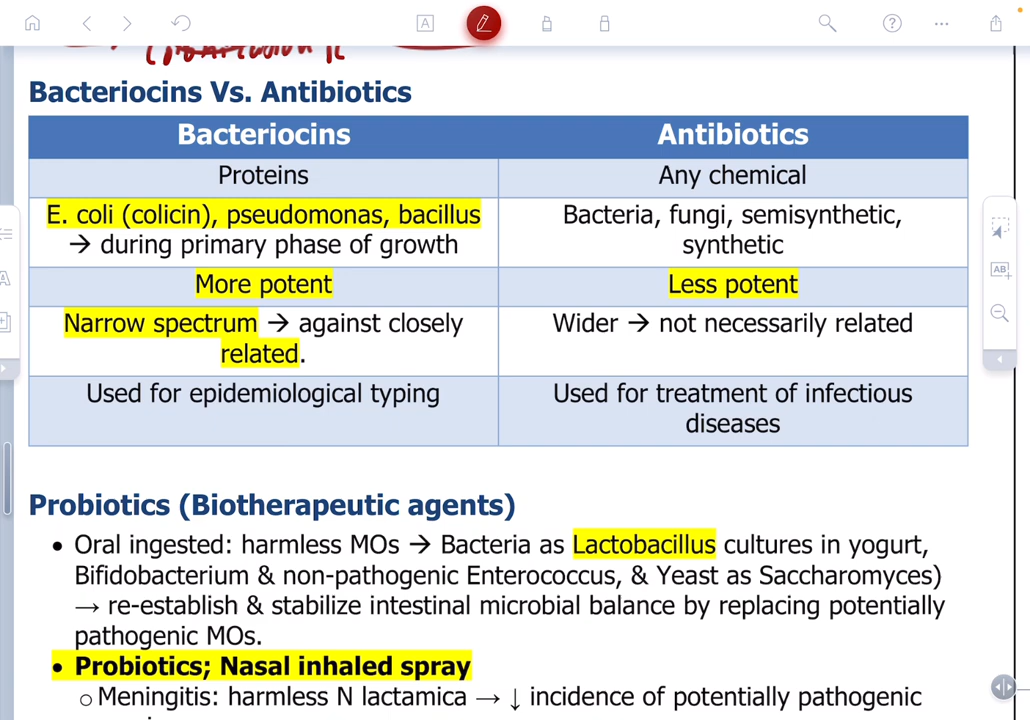 Bacteriocins Vs. Antibiotics
Bacteriocins
Antibiotics
Proteins
Any chemical
E. coli (colicin), pseudomonas, bacillus
→ during primary phase of growth
Bacteria, fungi, semisynthetic,
synthetic
More potent
Less potent
Narrow spectrum → against closely
related.
Wider → not necessarily related
Used for epidemiological typing
Used for treatment of infectious
diseases
Probiotics (Biotherapeutic agents)
• Oral ingested: harmless MOs → Bacteria as Lactobacillus cultures in yogurt,
Bifidobacterium & non-pathogenic Enterococcus, & Yeast as Saccharomyces)
→ re-establish & stabilize intestinal microbial balance by replacing potentially
pathogenic MOs.
• Probiotics; Nasal inhaled spray
o Meningitis: harmless N lactamica → ↓ incidence of potentially pathogenic